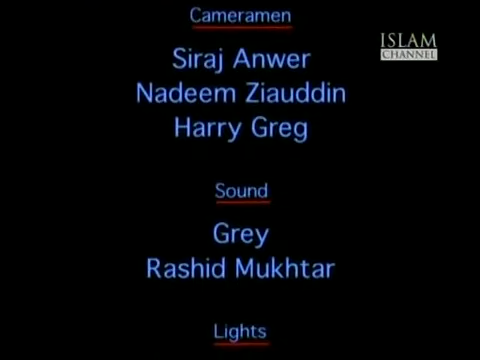 Cameramen
ISLAM
CHANNEL
Siraj Anwer
Nadeem Ziauddin
Harry Greg
Sound
Grey
Rashid Mukhtar
Lights